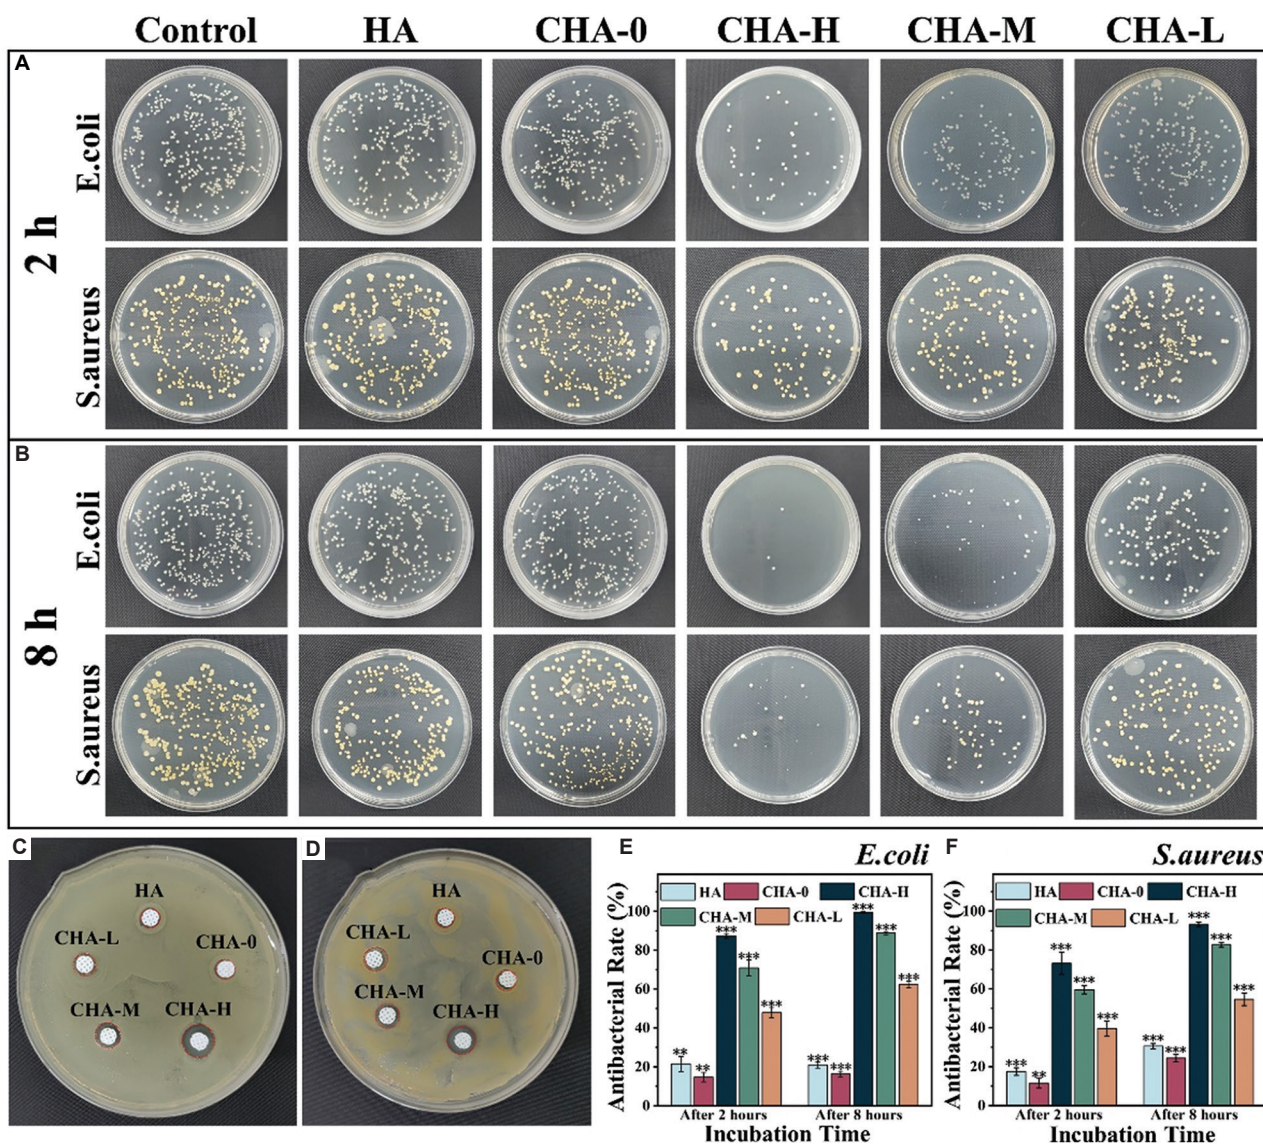 Control HA CHA-0 CHA-H CHA-M CHA-L
A
2 h
E.coli
S.aureus
B
8 h
E.coli
S.aureus
C
HA
CHA-L
CHA-0
CHA-M
CHA-H
D
HA
CHA-L
CHA-0
CHA-M
CHA-H
E
E.coli
Antibacterial Rate (%)
HA CHA-0 CHA-H
CHA-M CHA-L
100
80
60
40
20
0
** ** *** *** ***
*** *** *** *** ***
After 2 hours After 8 hours
Incubation Time
F
S.aureus
Antibacterial Rate (%)
HA CHA-0 CHA-H
CHA-M CHA-L
100
80
60
40
20
0
*** ** *** *** ***
*** *** *** *** ***
After 2 hours After 8 hours
Incubation Time